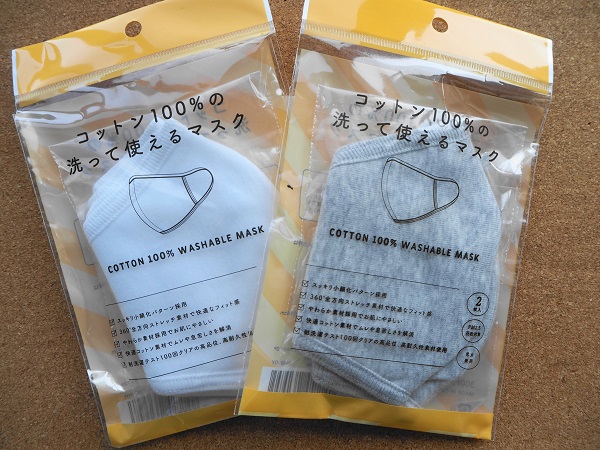 コットン100%の
洗って使えるマスク
COTTON 100% WASHABLE MASK
スッキリ小顔化パターン採用
360°全方向ストレッチ素材で快適なフィット感
やわらか素材採用でお肌にやさしい
快適コットン素材でムレや息苦しさを解消
耐洗濯テスト100回クリアの高品位、高耐久性
コットン100%の
洗って使えるマスク
COTTON 100% WASHABLE MASK
スッキリ小顔化パターン採用
360°全方向ストレッチ素材で快適なフィット感
やわらか素材採用でお肌にやさしい
快適コットン素材でムレや息苦しさを解消
耐洗濯テスト100回クリアの高品位、高耐久性素材使用
2
枚入